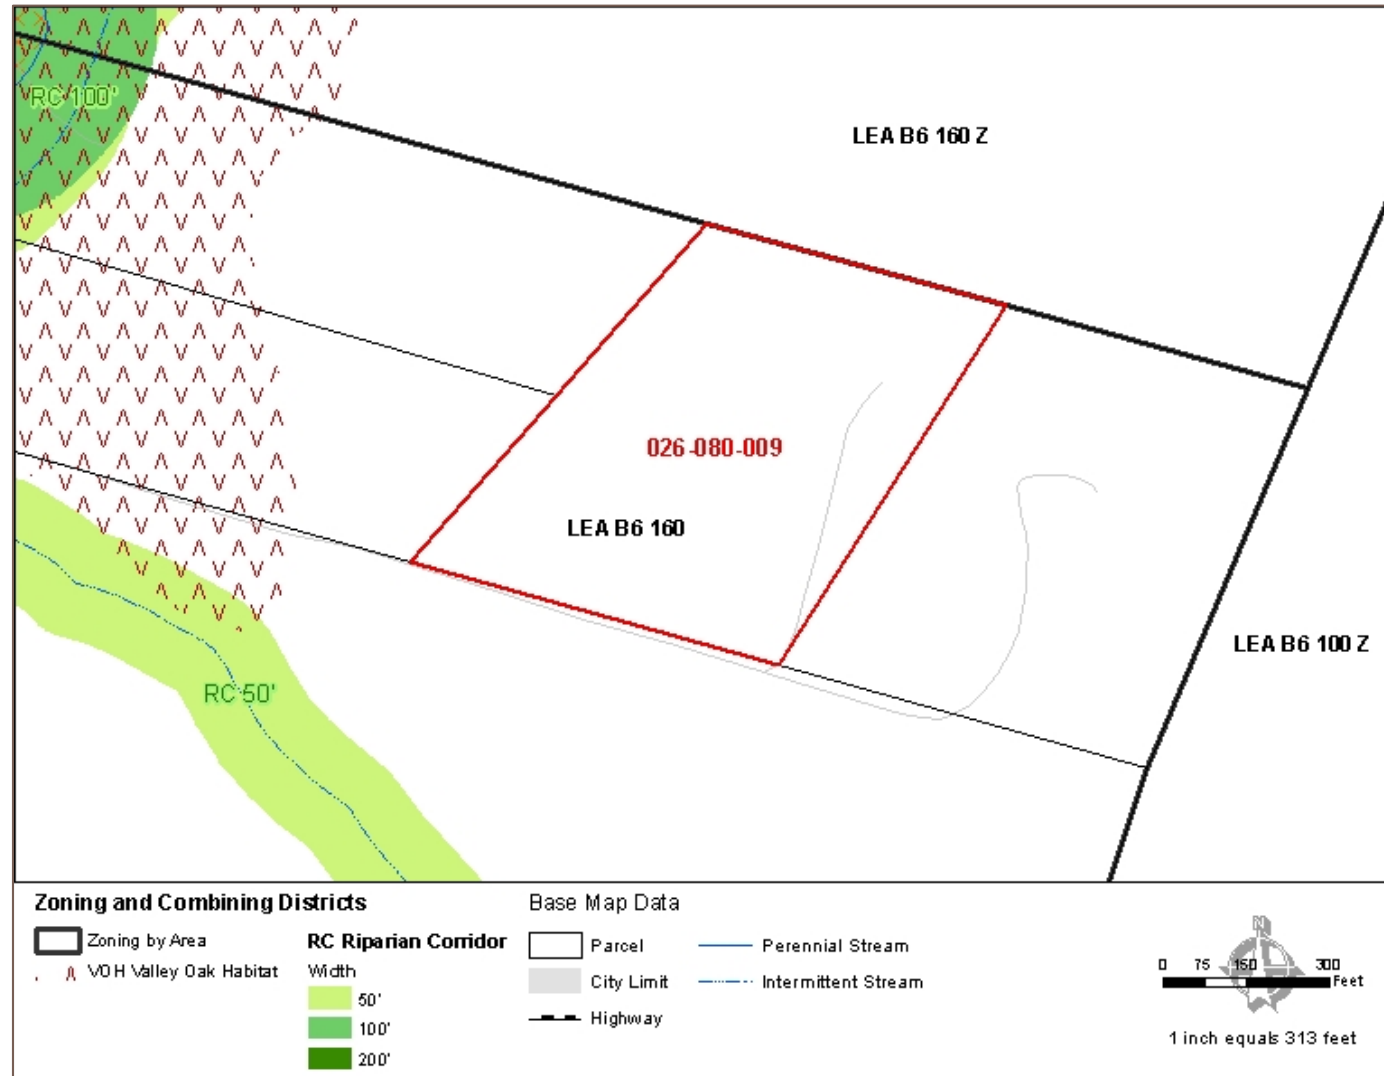 RC 100'
LEA B6 160 Z
026-080-009
LEA B6 160
LEA B6 100 Z
RC 50'
Zoning and Combining Districts
Zoning by Area
VOH Valley Oak Habitat
RC Riparian Corridor
Width
50'
100'
200'
Base Map Data
Parcel
City Limit
Highway
Perennial Stream
Intermittent Stream
N
0 75 150 300
Feet
1 inch equals 313 feet